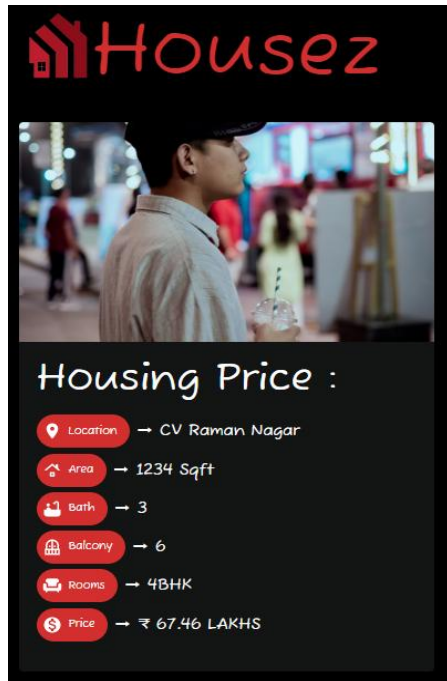 Housez
Housing Price :
Location → CV Raman Nagar
Area → 1234 Sqft
Bath → 3
Balcony → 6
Rooms → 4BHK
Price → ₹ 67.46 LAKHS